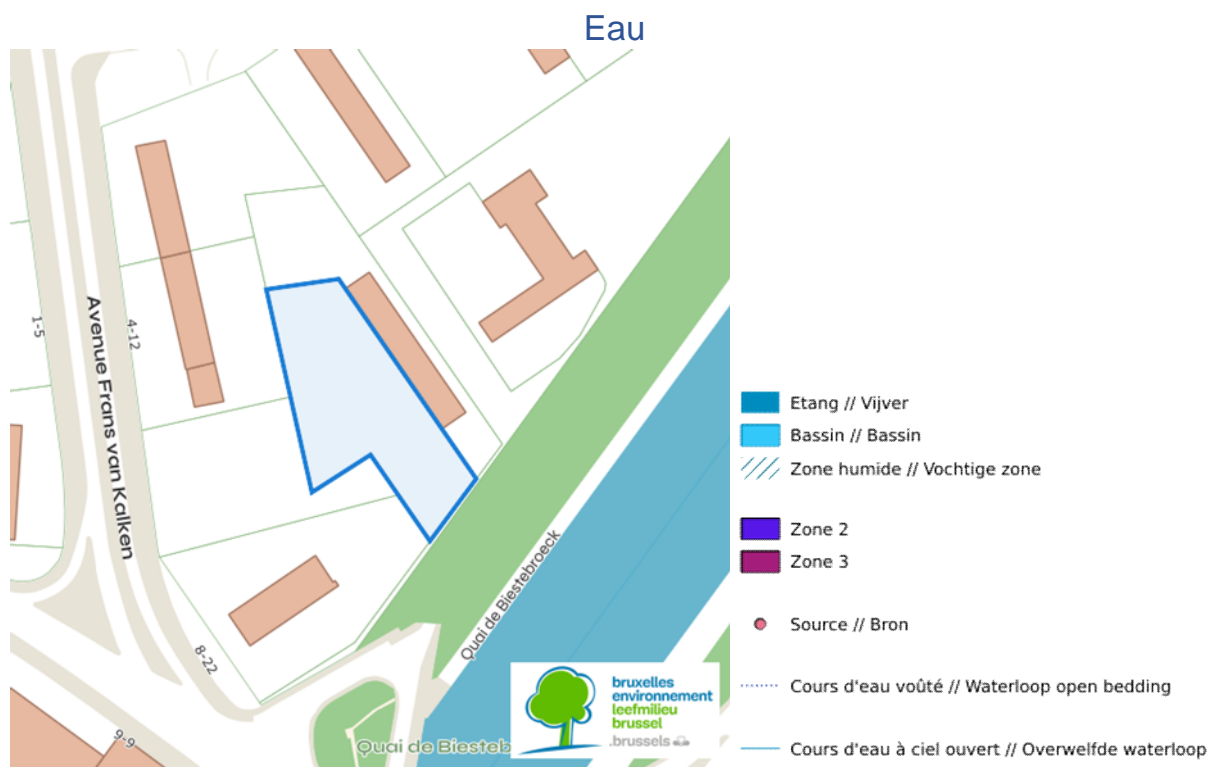 Eau
1-5
4-12
Avenue Frans van Kalken
8-22
9-9
Quai de Biestebroeck
Quai de Biesteb
bruxelles
environnement
leefmilieu
brussel
.brussels
Etang // Vijver
Bassin // Bassin
Zone humide // Vochtige zone
Zone 2
Zone 3
Source // Bron
Cours d'eau voûté // Waterloop open bedding
Cours d'eau à ciel ouvert // Overwelfde waterloop